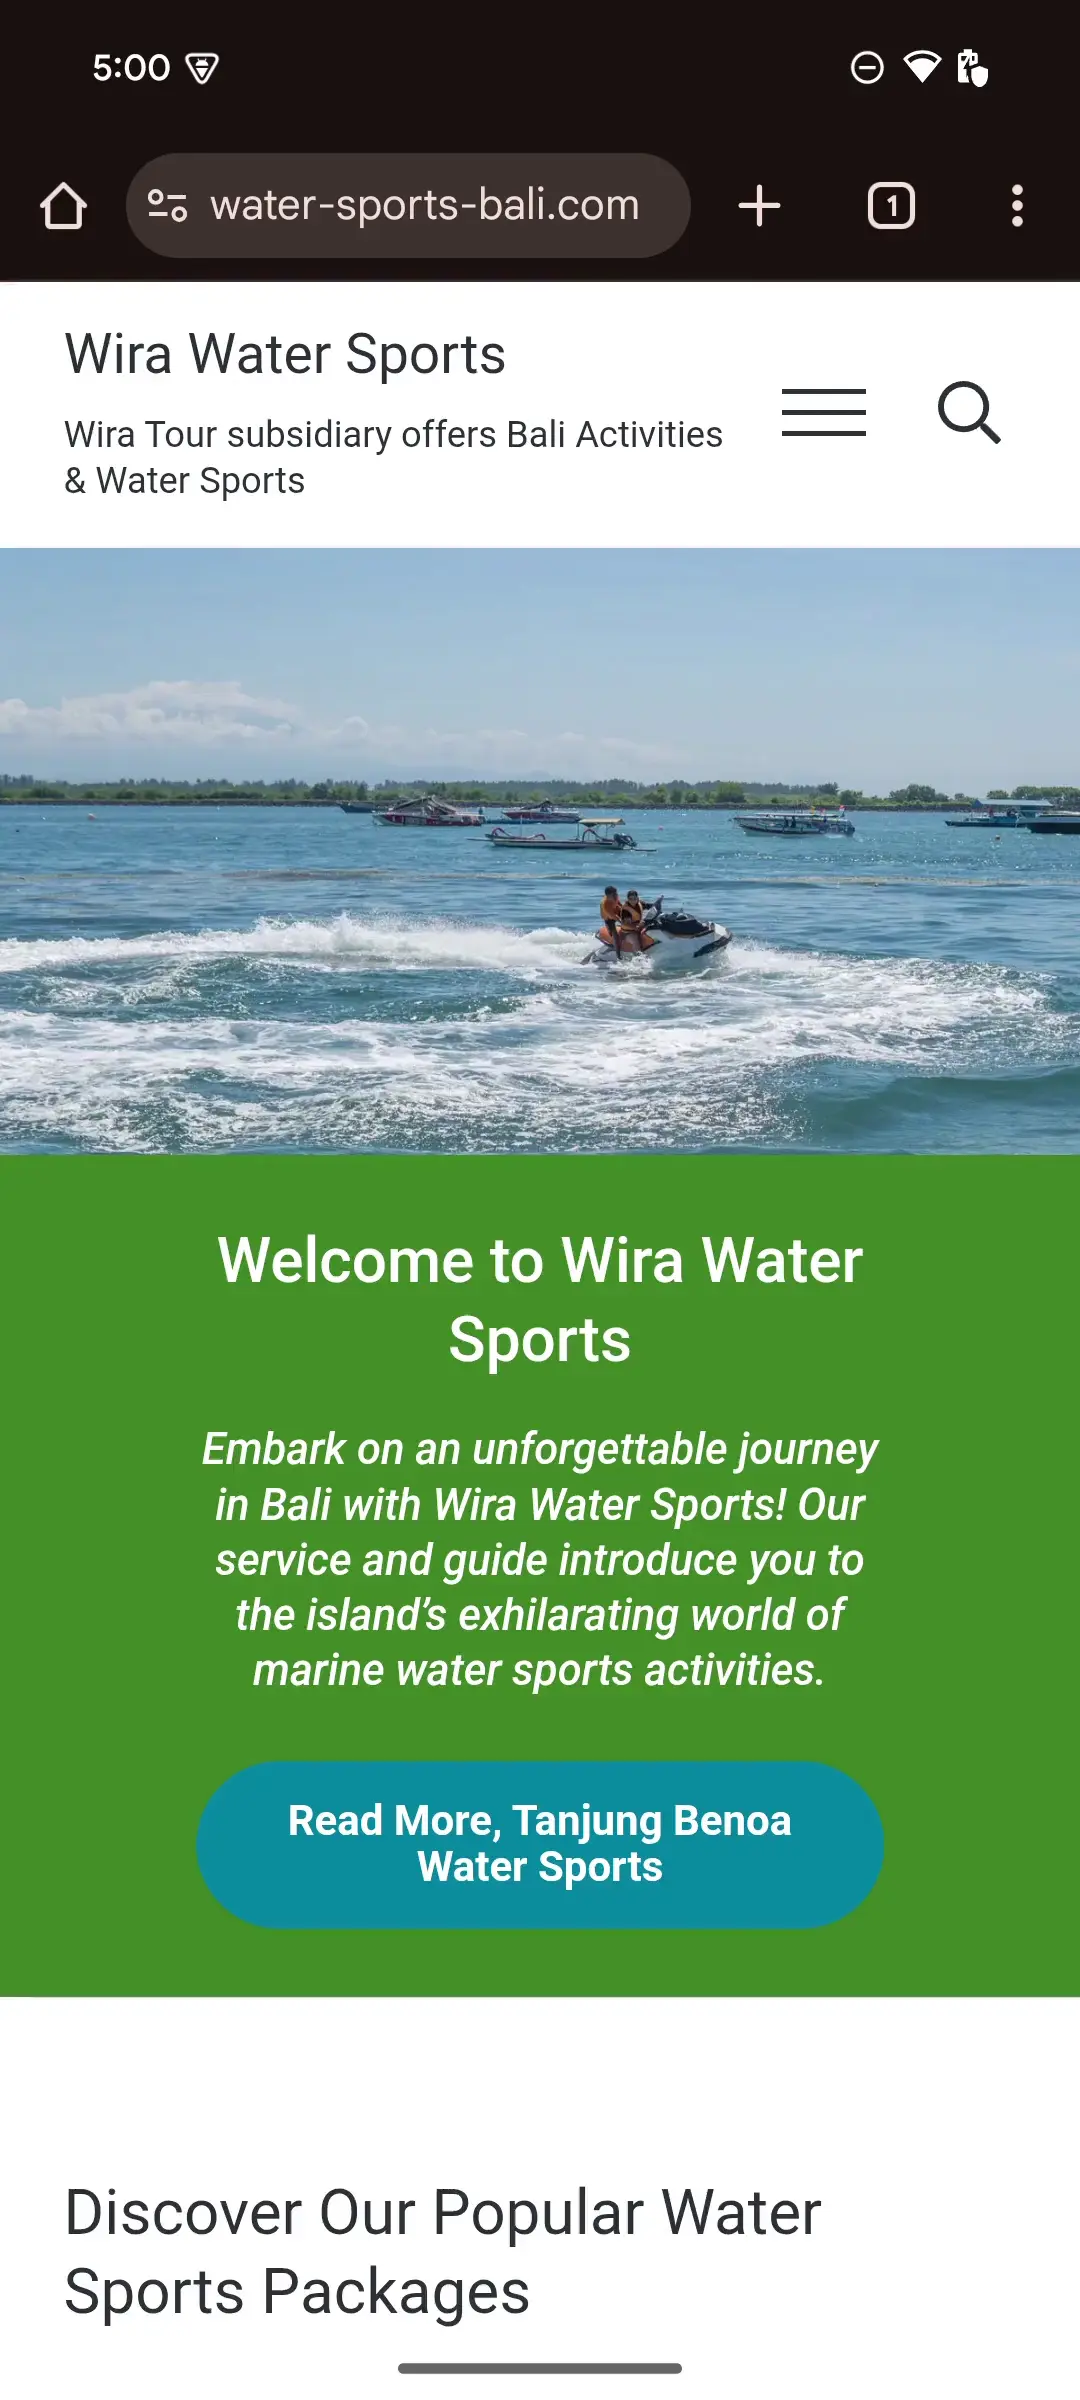 5:00
water-sports-bali.com
1
Wira Water Sports
Wira Tour subsidiary offers Bali Activities
& Water Sports
Welcome to Wira Water
Sports
Embark on an unforgettable journey
in Bali with Wira Water Sports! Our
service and guide introduce you to
the island’s exhilarating world of
marine water sports activities.
Read More, Tanjung Benoa
Water Sports
Discover Our Popular Water
Sports Packages